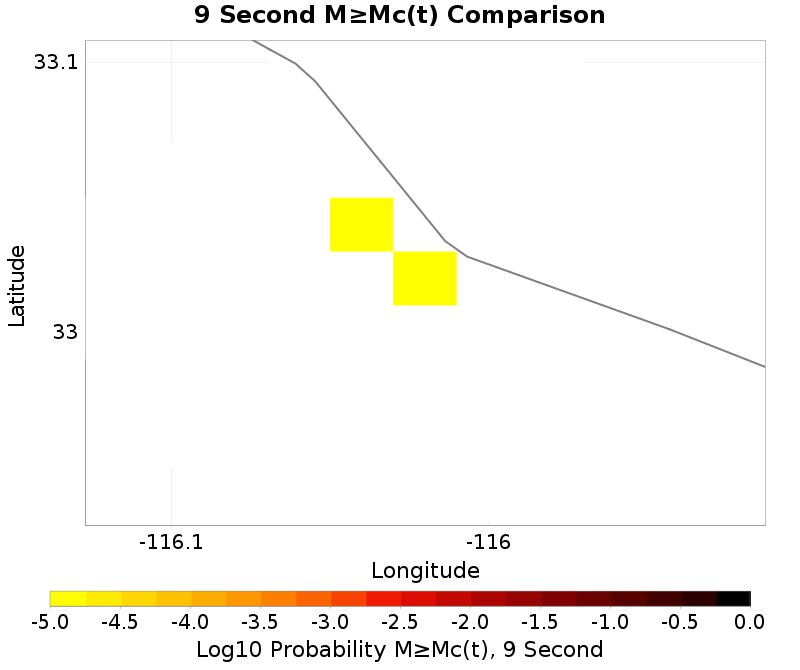 9 Second M≥Mc(t) Comparison
33.1
33
Latitude
-116.1 -116
Longitude
-5.0 -4.5 -4.0 -3.5 -3.0 -2.5 -2.0 -1.5 -1.0 -0.5 0.0
Log10 Probability M≥Mc(t), 9 Second